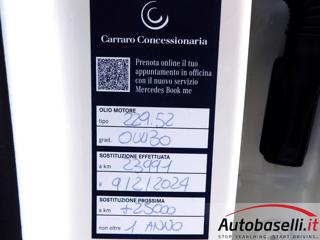 Carraro Concessionaria
Prenota online il tuo
appuntamento in officina
con il nuovo servizio
Mercedes Book me
OLIO MOTORE
tipo 229.52
grad. 0W30
SOSTITUZIONE EFFETTUATA
a km 23991
il 9/2/2024
SOSTITUZIONE PROSSIMA
a km +25000
non oltre 1 ANNO
Autobaselli.it
STOP SEARCHING. START DRIVING.